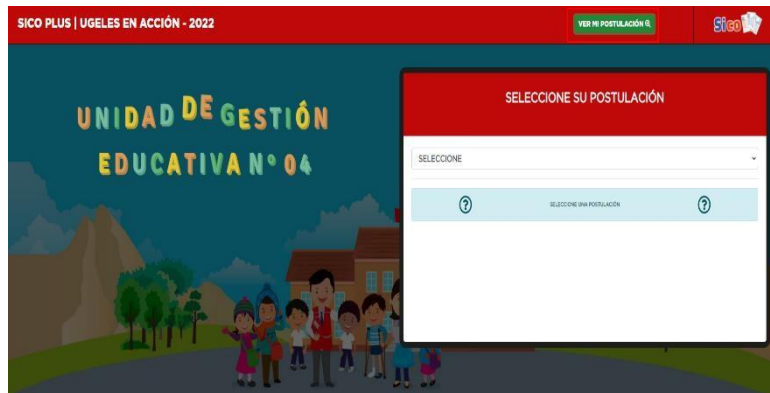 SICO PLUS | UGELES EN ACCIÓN - 2022
VER MI POSTULACIÓN
Sico
UNIDAD DE GESTIÓN
EDUCATIVA N° 04
SELECCIONE SU POSTULACIÓN
SELECCIONE
SELECCIONE UNA POSTULACIÓN